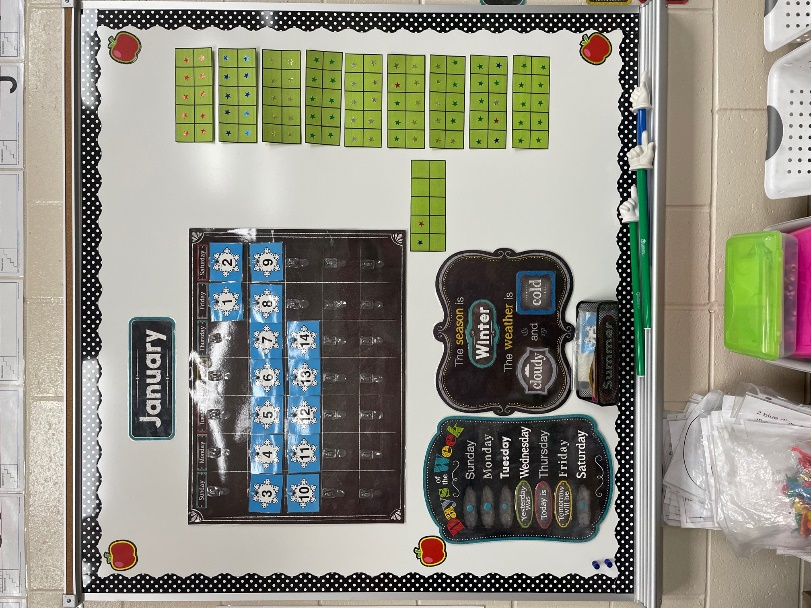 January
Sunday Monday Thursday Friday Saturday
1 2
3 4 5 6 7 8 9
10 11 12 13 14
The season is
Winter
The weather is
cloudy and cold
Summer
Days of the Week
Sunday
Monday
Tuesday
Yesterday was Wednesday
Today is Thursday
Tomorrow will be Friday
Saturday